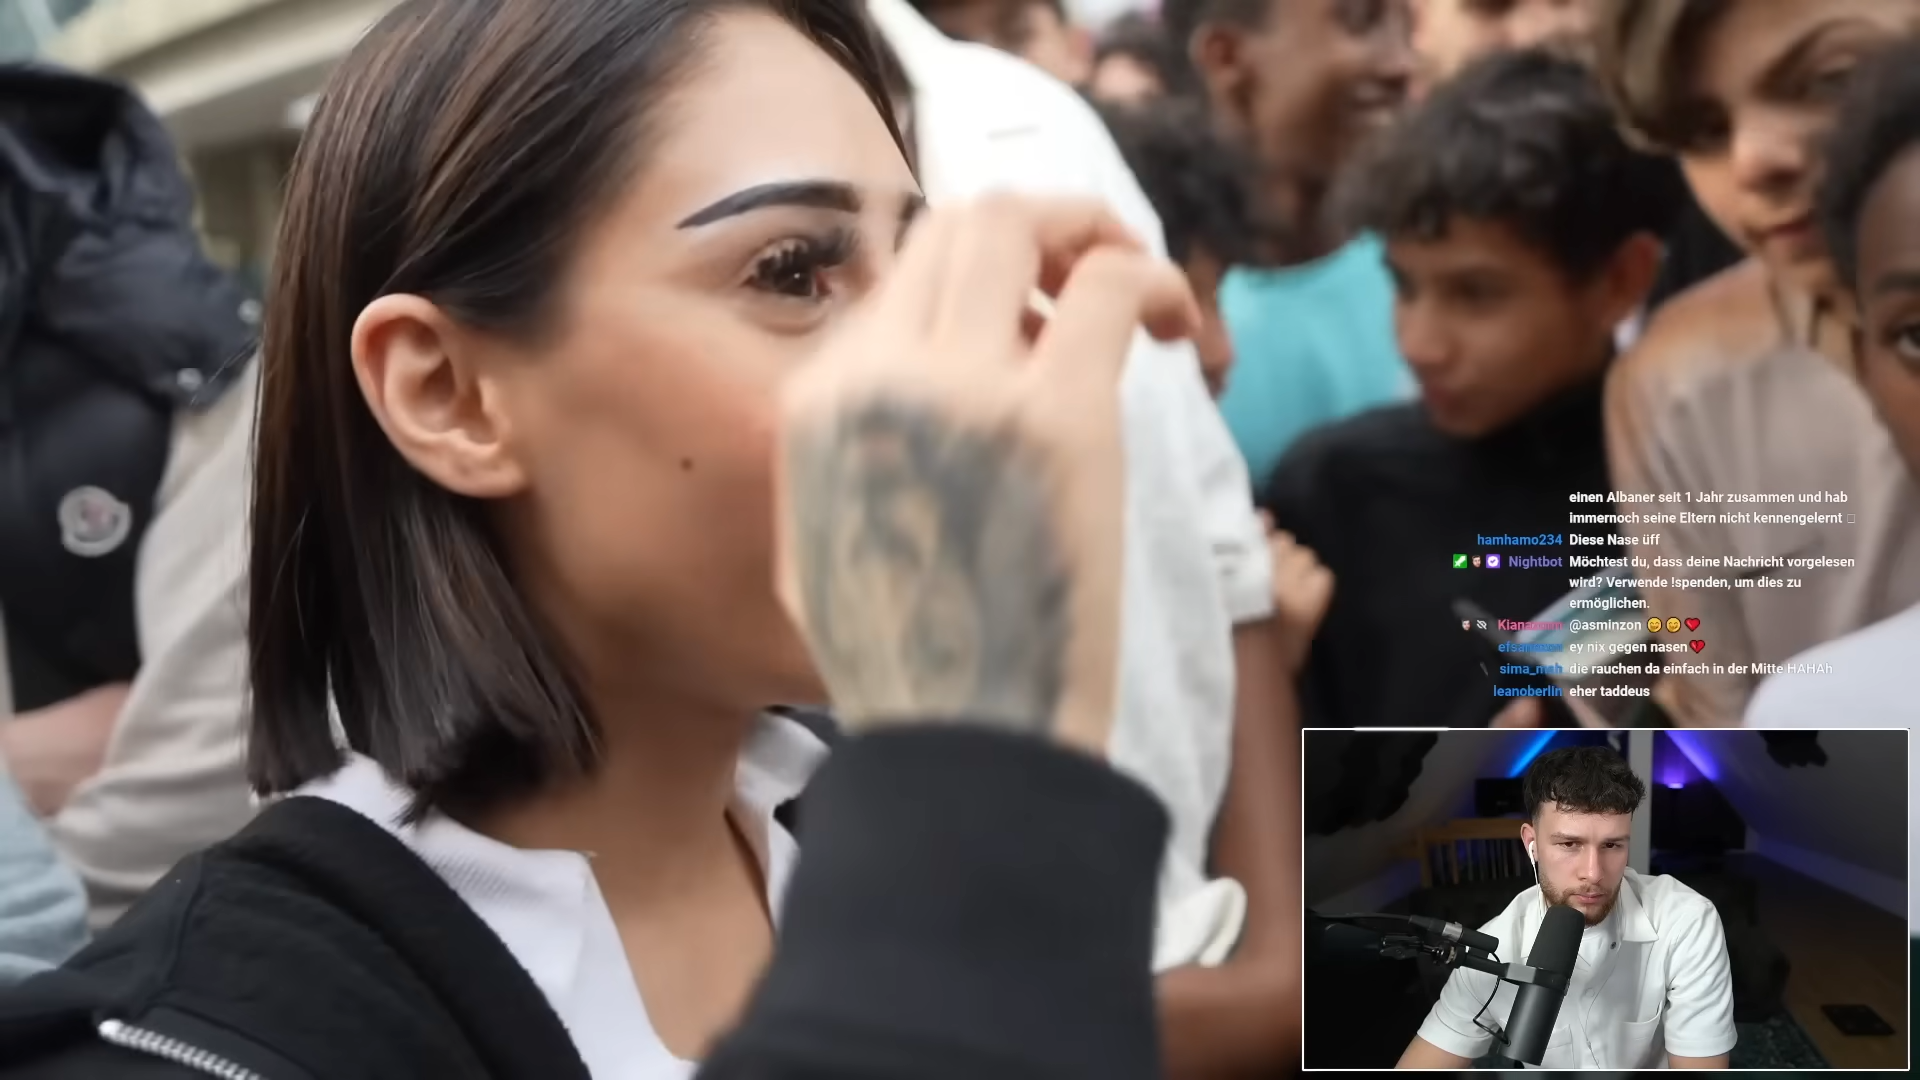 einen Albaner seit 1 Jahr zusammen und hab
immernoch seine Eltern nicht kennengelernt
hamhamo234 Diese Nase üff
Nightbot Möchtest du, dass deine Nachricht vorgelesen
wird? Verwende !spenden, um dies zu
ermöglichen.
@asminzon 😊😊❤️
ey nix gegen nasen💔
die rauchen da einfach in der Mitte HAHAh
leanoberlin eher taddeus